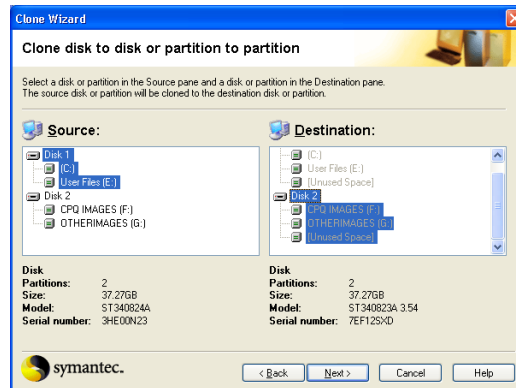 Clone Wizard
Clone disk to disk or partition to partition
Select a disk or partition in the Source pane and a disk or partition in the Destination pane.
The source disk or partition will be cloned to the destination disk or partition.
Source:
Disk 1
(C:)
User Files (E:)
Disk 2
CPQ IMAGES (F:)
OTHERIMAGES (G:)
Destination:
(C:)
User Files (E:)
[Unused Space]
Disk 2
CPQ IMAGES (F:)
OTHERIMAGES (G:)
[Unused Space]
Disk
Partitions: 2
Size: 37.27GB
Model: ST340824A
Serial number: 3HE00N23
Disk
Partitions: 2
Size: 37.27GB
Model: ST340823A 3.54
Serial number: 7EF12SXD
symantec.
< Back
Next >
Cancel
Help